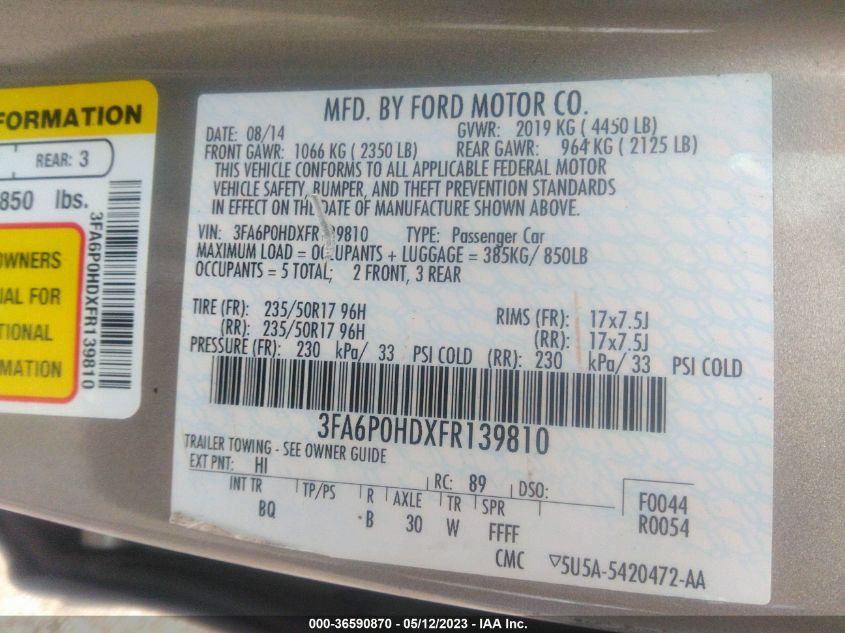 FORMATION
REAR: 3
850 lbs.
OWNERS
AL FOR
TIONAL
MATION
3FA6P0HDXFR139810
MFD. BY FORD MOTOR CO.
DATE: 08/14 GVWR: 2019 KG ( 4450 LB)
FRONT GAWR: 1066 KG ( 2350 LB) REAR GAWR: 964 KG ( 2125 LB)
THIS VEHICLE CONFORMS TO ALL APPLICABLE FEDERAL MOTOR
VEHICLE SAFETY, BUMPER, AND THEFT PREVENTION STANDARDS
IN EFFECT ON THE DATE OF MANUFACTURE SHOWN ABOVE.
VIN: 3FA6P0HDXFR139810 TYPE: Passenger Car
MAXIMUM LOAD = OCCUPANTS + LUGGAGE = 385KG/ 850LB
OCCUPANTS = 5 TOTAL; 2 FRONT, 3 REAR
TIRE (FR): 235/50R17 96H RIMS (FR): 17x7.5J
(RR): 235/50R17 96H (RR): 17x7.5J
PRESSURE (FR): 230 kPa/ 33 PSI COLD (RR): 230 kPa/ 33 PSI COLD
3FA6P0HDXFR139810
TRAILER TOWING - SEE OWNER GUIDE
EXT PNT: HI RC: 89 DSO:
INT TR TP/PS R AXLE TR SPR
BQ B 30 W FFFF
F0044
R0054
CMC ▽5U5A-5420472-AA
000-36590870 - 05/12/2023 - IAA Inc.